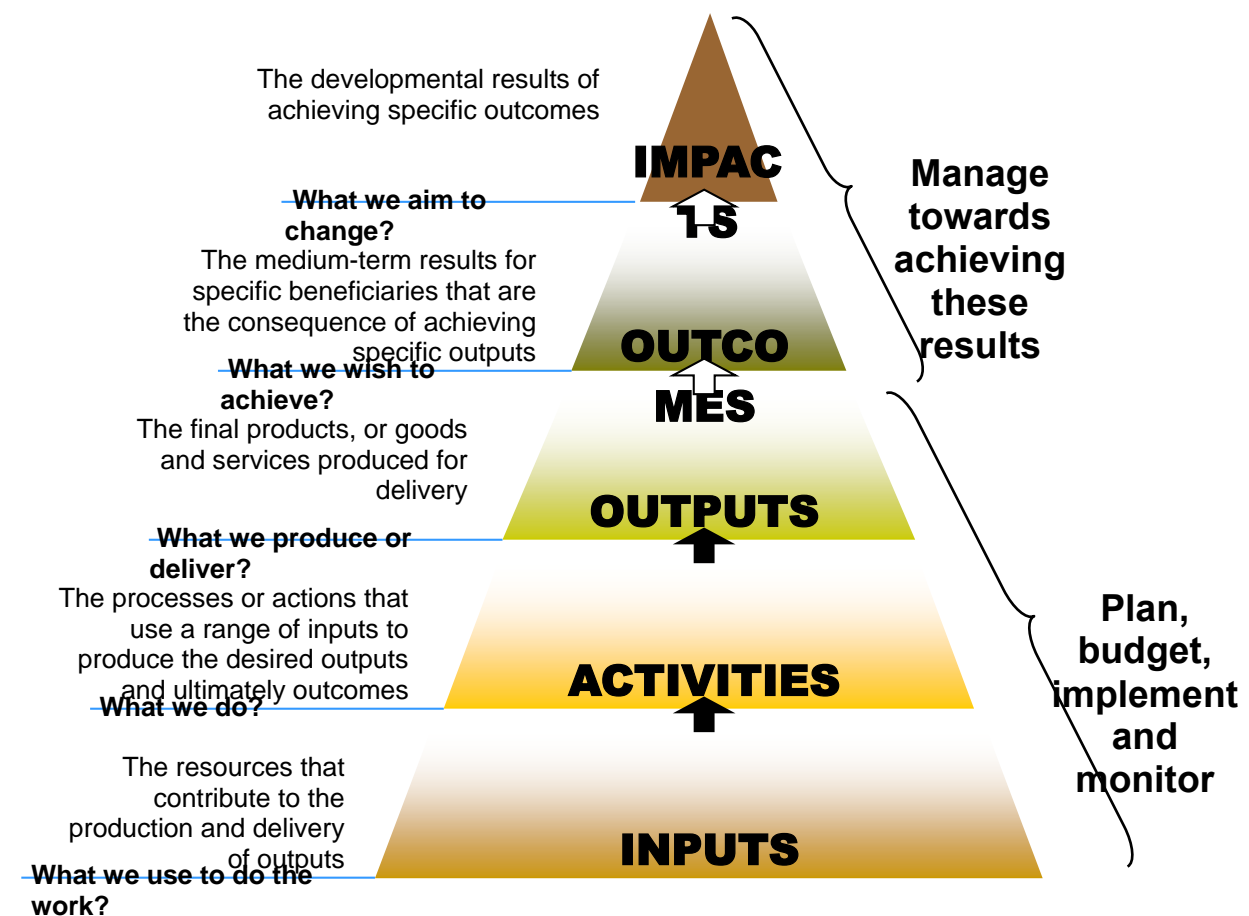 The developmental results of
achieving specific outcomes
IMPAC
TS
What we aim to
change?
The medium-term results for
specific beneficiaries that are
the consequence of achieving
specific outputs
OUTCO
MES
What we wish to
achieve?
The final products, or goods
and services produced for
delivery
OUTPUTS
What we produce or
deliver?
The processes or actions that
use a range of inputs to
produce the desired outputs
and ultimately outcomes
ACTIVITIES
What we do?
The resources that
contribute to the
production and delivery
of outputs
INPUTS
What we use to do the
work?
Manage
towards
achieving
these
results
Plan,
budget,
implement
and
monitor